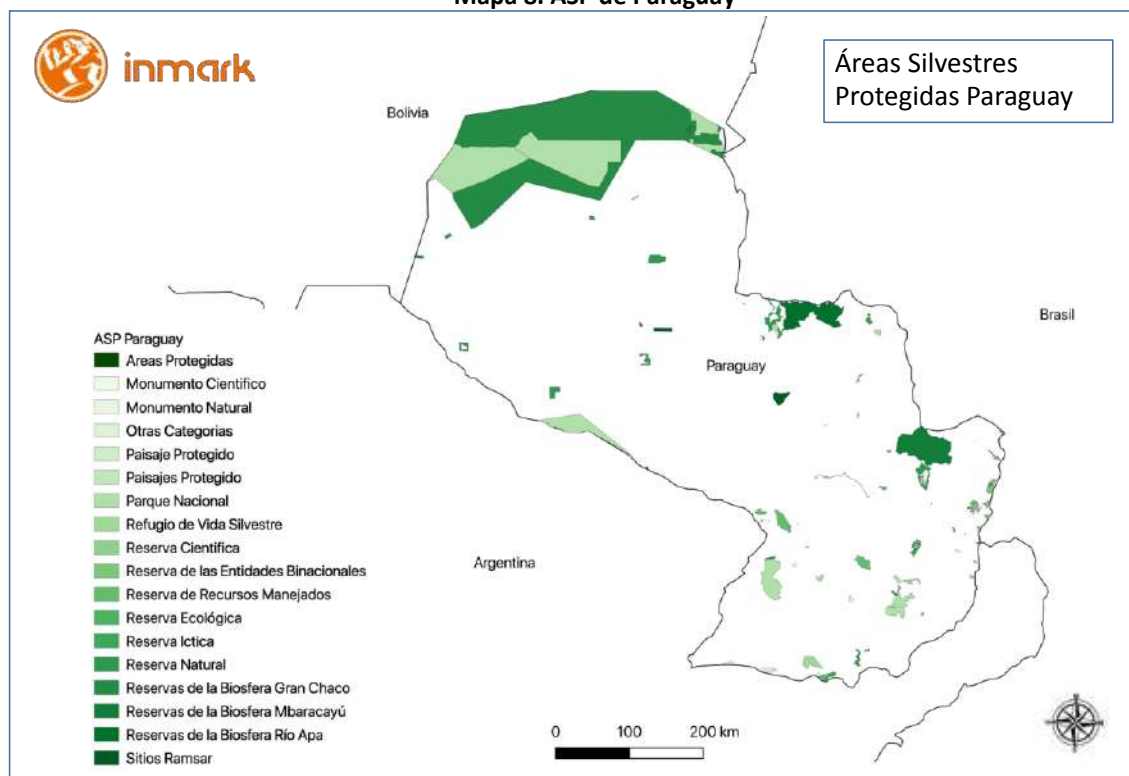 Mapa 8. ASP de Paraguay
inmark
Áreas Silvestres
Protegidas Paraguay
Bolivia
Brasil
Paraguay
Argentina
ASP Paraguay
Areas Protegidas
Monumento Científico
Monumento Natural
Otras Categorias
Paisaje Protegido
Paisajes Protegido
Parque Nacional
Refugio de Vida Silvestre
Reserva Científica
Reserva de las Entidades Binacionales
Reserva de Recursos Manejados
Reserva Ecológica
Reserva Ictica
Reserva Natural
Reservas de la Biosfera Gran Chaco
Reservas de la Biosfera Mbaracayú
Reservas de la Biosfera Río Apa
Sitios Ramsar
0 100 200 km